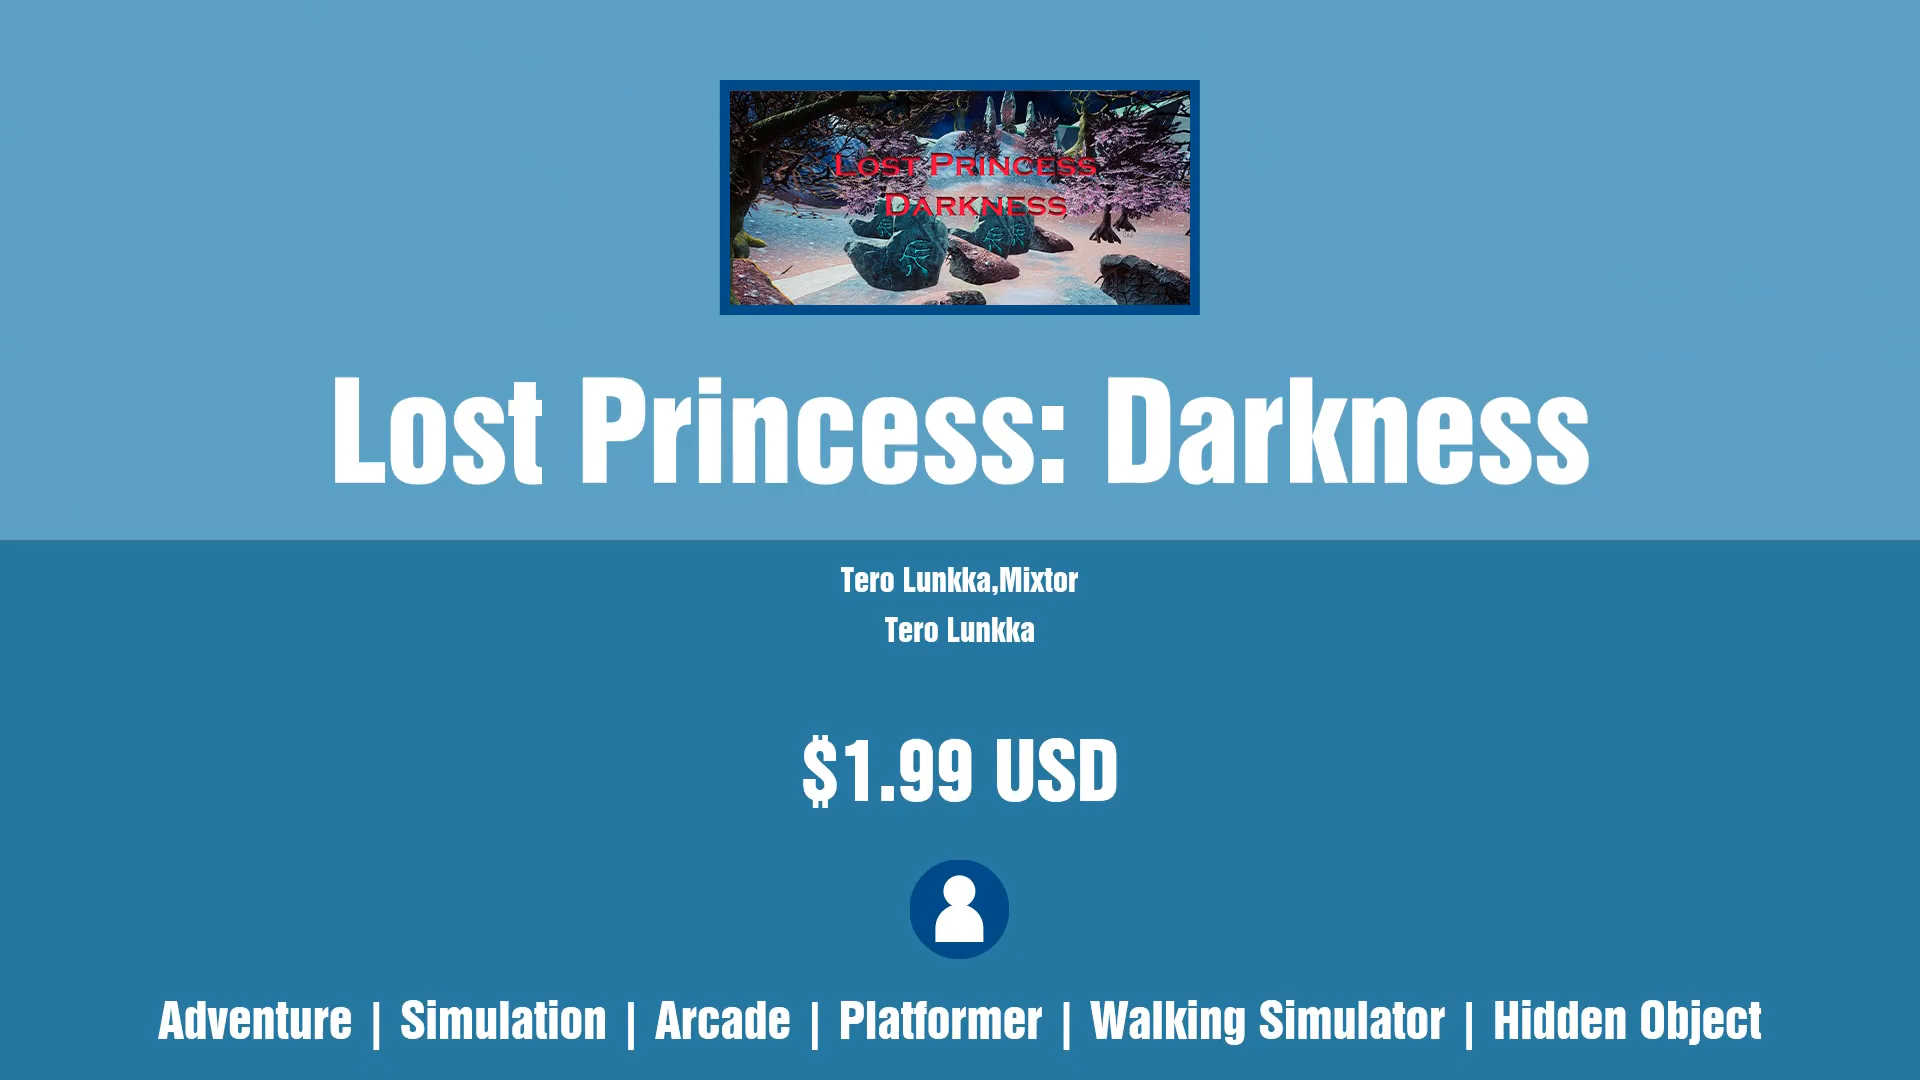 Lost Princess
Darkness
Lost Princess: Darkness
Tero Lunkka,Mixtor
Tero Lunkka
$1.99 USD
Adventure | Simulation | Arcade | Platformer | Walking Simulator | Hidden Object